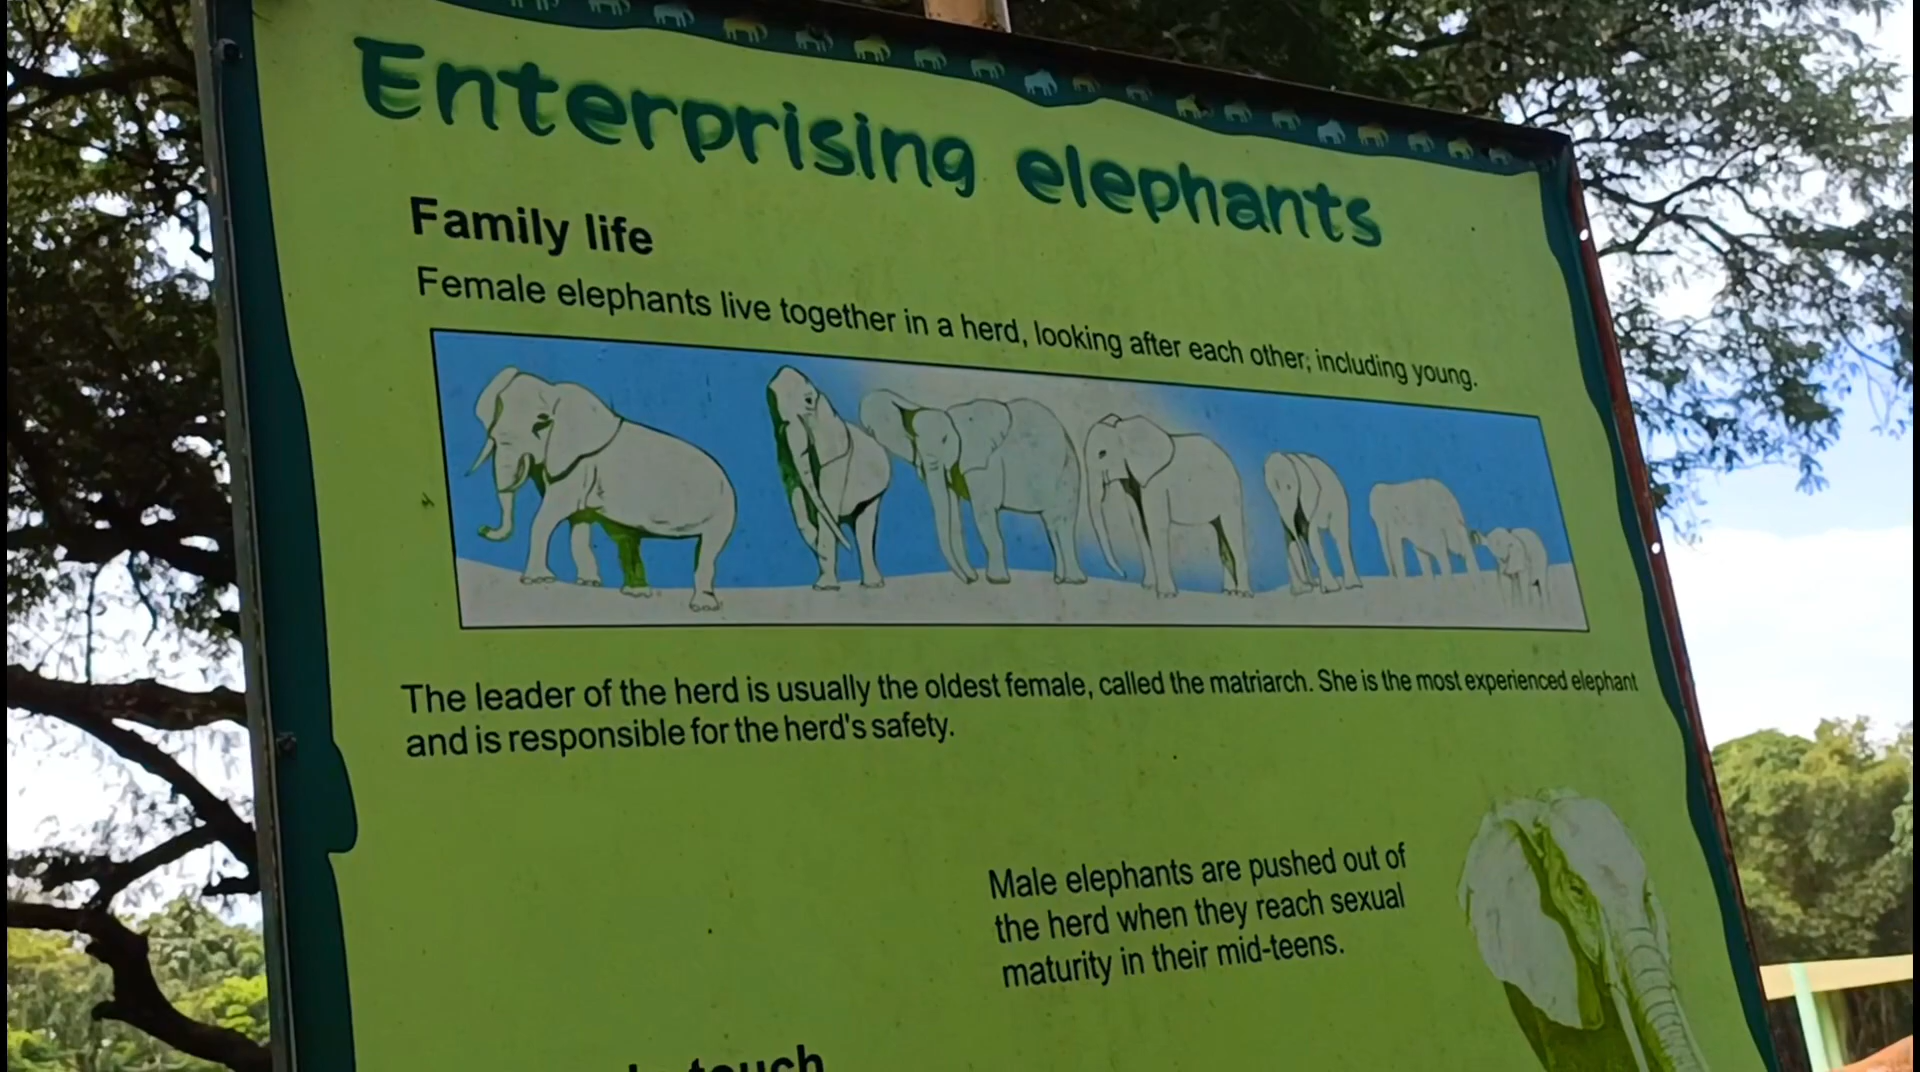 Enterprising elephants
Family life
Female elephants live together in a herd, looking after each other, including young.
The leader of the herd is usually the oldest female, called the matriarch. She is the most experienced elephant
and is responsible for the herd's safety.
Male elephants are pushed out of
the herd when they reach sexual
maturity in their mid-teens.
touch